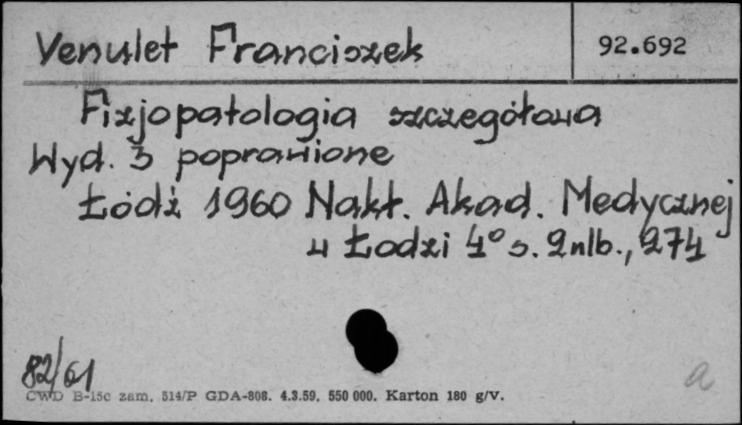 Venulet Franciszek
92.692
Fizjopatologia szczegółowa
Wyd. 3 poprawione
Łódź 1960 Nakł. Akad. Medycznej
w Łodzi 4° s. 2nlb., 274
82/61
a
CWD B-15c zam. 514/P GDA-808. 4.3.59. 550 000. Karton 180 g/V.